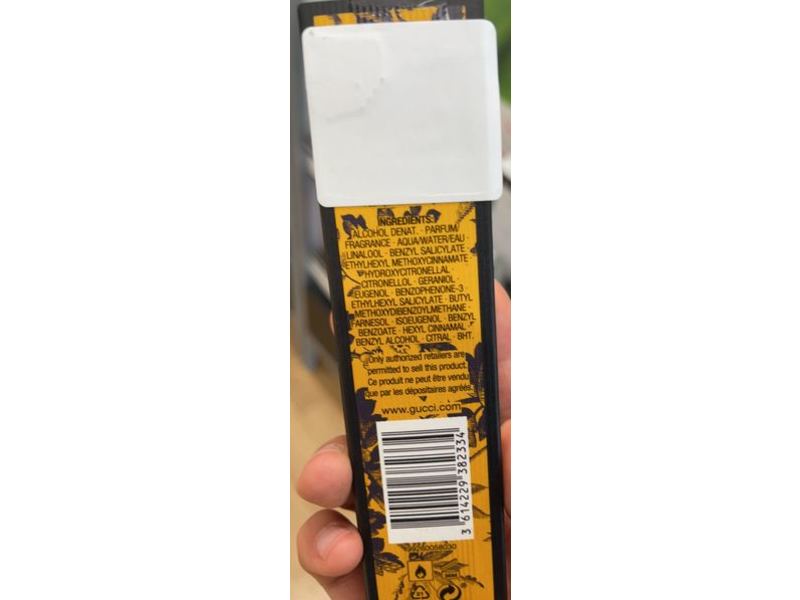 INGREDIENTS:
ALCOHOL DENAT. · PARFUM/
FRAGRANCE · AQUA/WATER/EAU ·
LINALOOL · BENZYL SALICYLATE ·
ETHYLHEXYL METHOXYCINNAMATE
· HYDROXYCITRONELLAL ·
CITRONELLOL · GERANIOL ·
EUGENOL · BENZOPHENONE-3 ·
ETHYLHEXYL SALICYLATE · BUTYL
METHOXYDIBENZOYLMETHANE ·
FARNESOL · ISOEUGENOL · BENZYL
BENZOATE · HEXYL CINNAMAL ·
BENZYL ALCOHOL · CITRAL · BHT.
Only authorized retailers are
permitted to sell this product.
Ce produit ne peut être vendu
que par les dépositaires agréés.
www.gucci.com
3 614229 382334